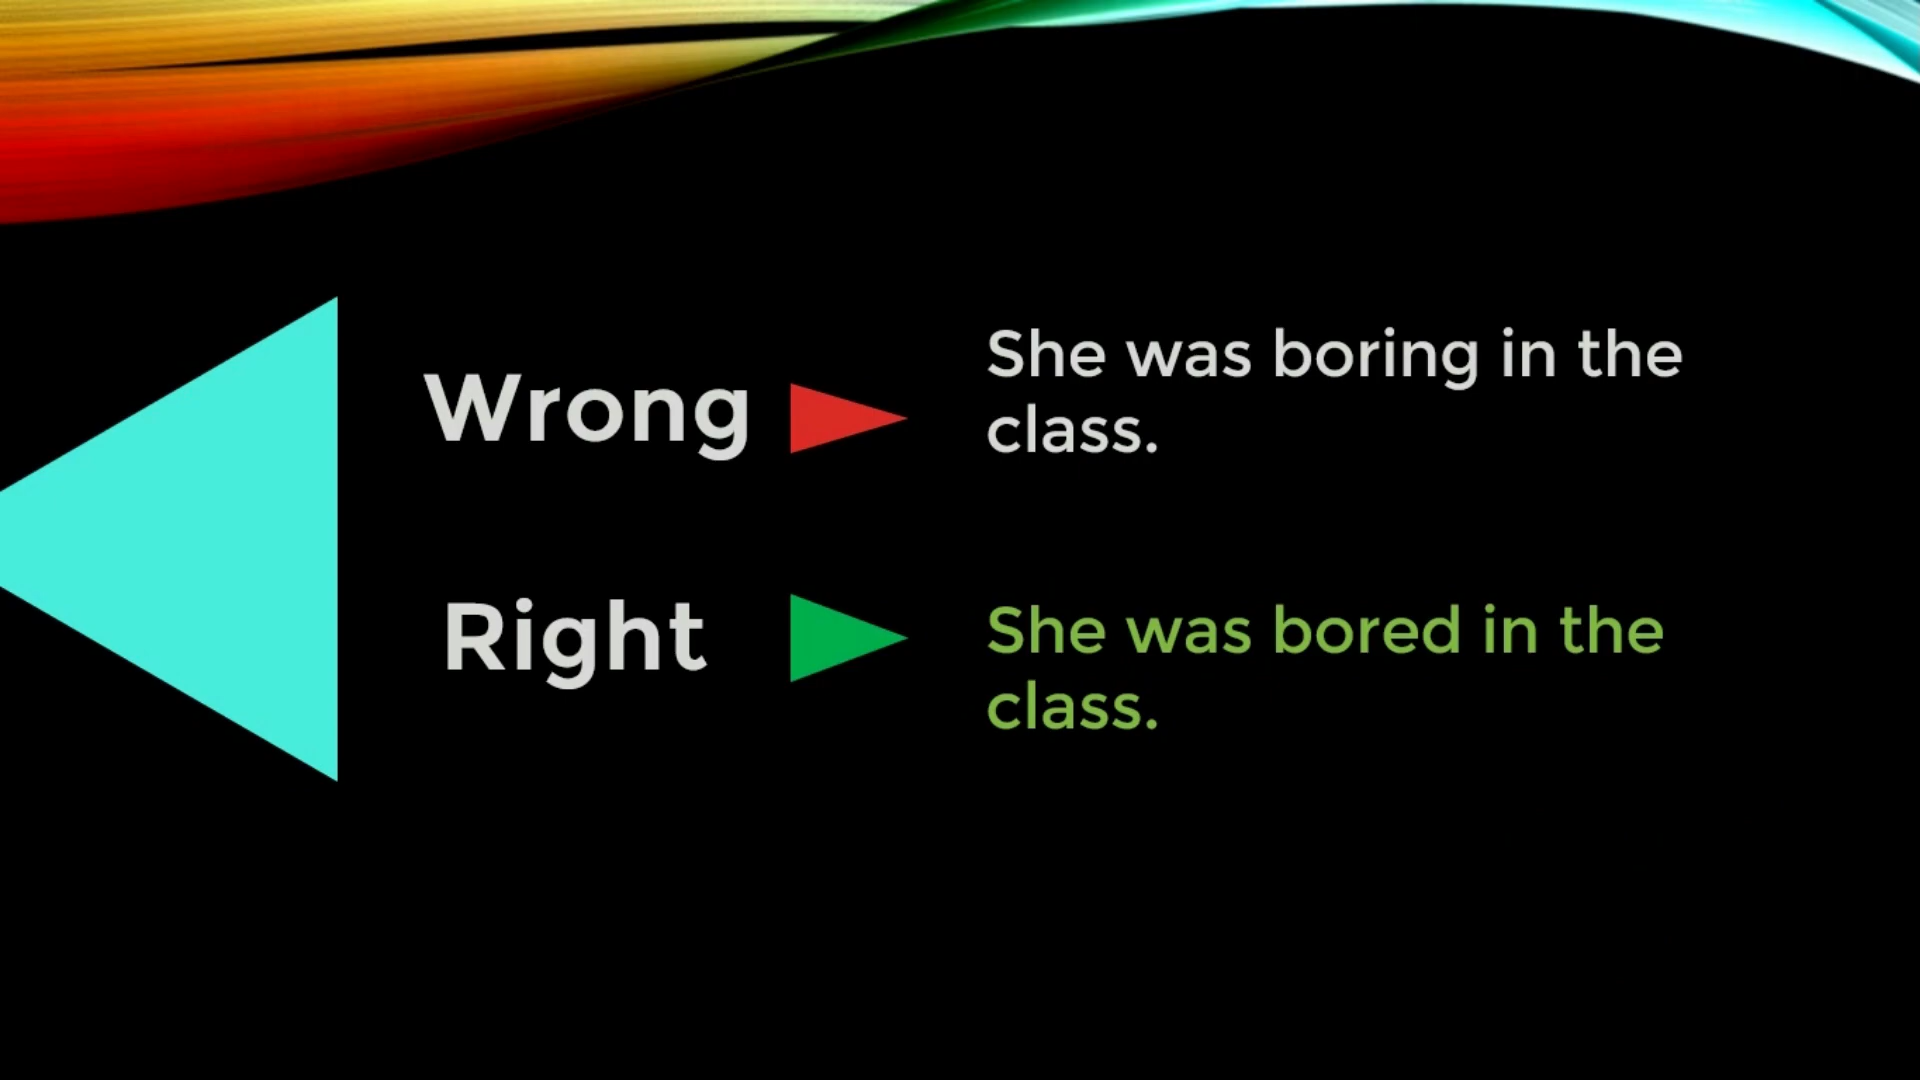 Wrong
She was boring in the
class.
Right
She was bored in the
class.